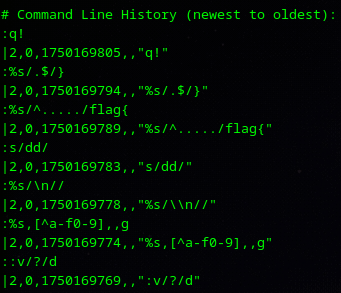 # Command Line History (newest to oldest):
:q!
|2,0,1750169805,,"q!"
:%s/.$/}
|2,0,1750169794,,"%s/.$/}"
:%s/^...../flag{
|2,0,1750169789,,"%s/^...../flag{"
:s/dd/
|2,0,1750169783,,"s/dd/"
:%s/\n//
|2,0,1750169778,,"%s/\\n//"
:%s,[^a-f0-9],,g
|2,0,1750169774,,"%s,[^a-f0-9],,g"
::v/?/d
|2,0,1750169769,,":v/?/d"